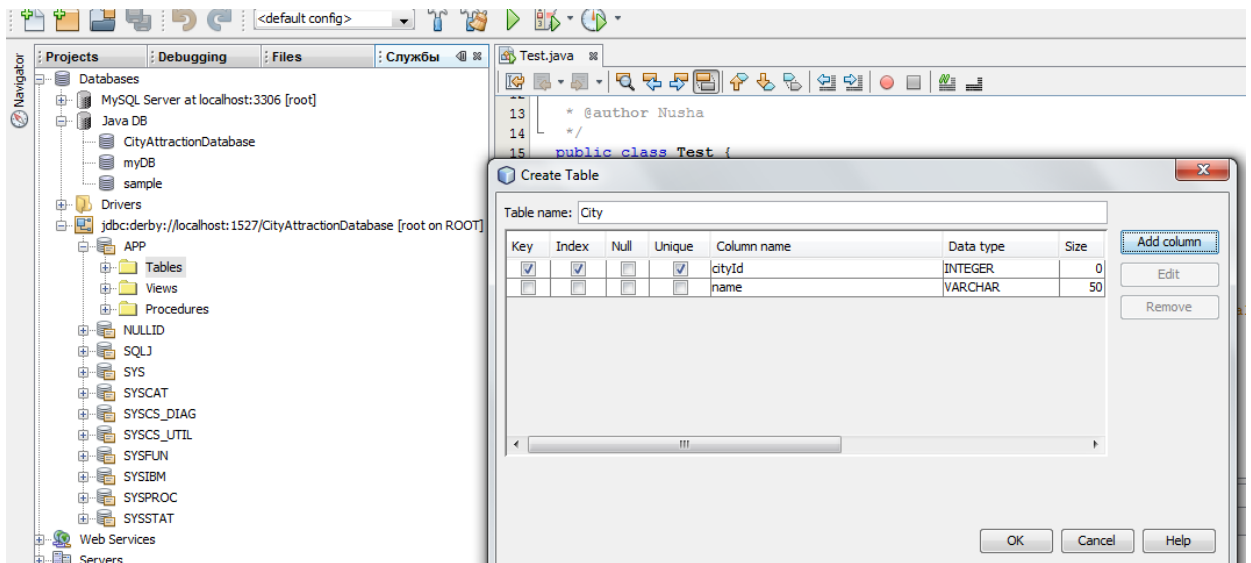 <default config>
Navigator
Projects Debugging Files Службы
Databases
MySQL Server at localhost:3306 [root]
Java DB
CityAttractionDatabase
myDB
sample
Drivers
jdbc:derby://localhost:1527/CityAttractionDatabase [root on ROOT]
APP
Tables
Views
Procedures
NULLID
SQLJ
SYS
SYSCAT
SYSCS_DIAG
SYSCS_UTIL
SYSFUN
SYSIBM
SYSPROC
SYSSTAT
Web Services
Servers
Test.java
13 * @author Nusha
14 */
15 public class Test {
Create Table
Table name: City
Key Index Null Unique Column name Data type Size
cityId INTEGER 0
name VARCHAR 50
Add column
Edit
Remove
OK Cancel Help